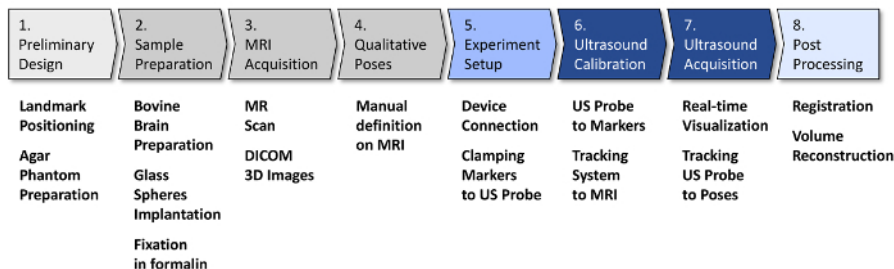 1.
Preliminary
Design
2.
Sample
Preparation
3.
MRI
Acquisition
4.
Qualitative
Poses
5.
Experiment
Setup
6.
Ultrasound
Calibration
7.
Ultrasound
Acquisition
8.
Post
Processing
Landmark
Positioning
Agar
Phantom
Preparation
Bovine
Brain
Preparation
Glass
Spheres
Implantation
Fixation
in formalin
MR
Scan
DICOM
3D Images
Manual
definition
on MRI
Device
Connection
Clamping
Markers
to US Probe
US Probe
to Markers
Tracking
System
to MRI
Real-time
Visualization
Tracking
US Probe
to Poses
Registration
Volume
Reconstruction